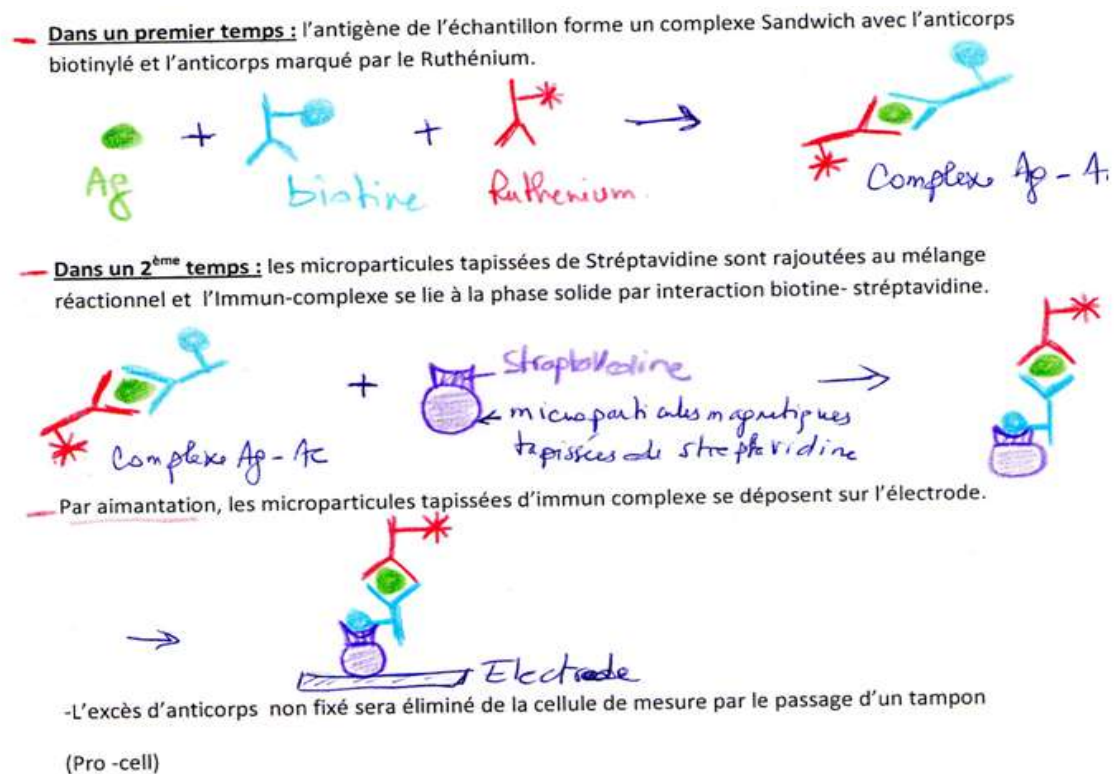 Dans un premier temps : l'antigène de l'échantillon forme un complexe Sandwich avec l'anticorps
biotinylé et l'anticorps marqué par le Ruthénium.
Ag + biotine + Ruthenium. → Complexe Ag - A
Dans un 2ème temps : les microparticules tapissées de Stréptavidine sont rajoutées au mélange
réactionnel et l'Immun-complexe se lie à la phase solide par interaction biotine- stréptavidine.
+ →
microparticules magnetiques
tapissées de streptavidine
Complexe Ag - Ac
Par aimantation, les microparticules tapissées d'immun complexe se déposent sur l'électrode.
→ Electrode
-L'excès d'anticorps non fixé sera éliminé de la cellule de mesure par le passage d'un tampon
(Pro -cell)